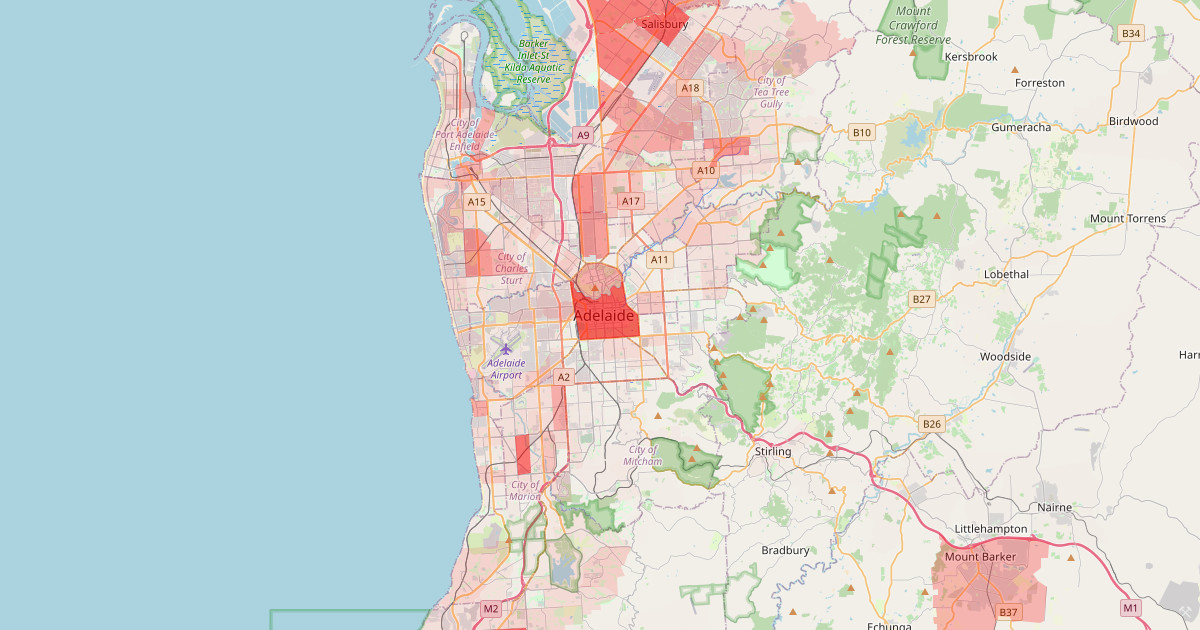 Mount
Crawford
Forest Reserve
Salisbury
B34
Barker
Inlet-St
Kilda Aquatic
Reserve
Kersbrook
Forreston
A18
City of
Tea Tree
Gully
City of
Port Adelaide-
Enfield
A9
B10
Gumeracha
Birdwood
A10
A15
A17
Mount Torrens
City of
Charles
Sturt
A11
Lobethal
B27
Adelaide
Adelaide
Airport
A2
Woodside
Harr
B26
Stirling
City of
Mitcham
City of
Marion
Nairne
Littlehampton
Bradbury
Mount Barker
M2
B37
M1
Echunga